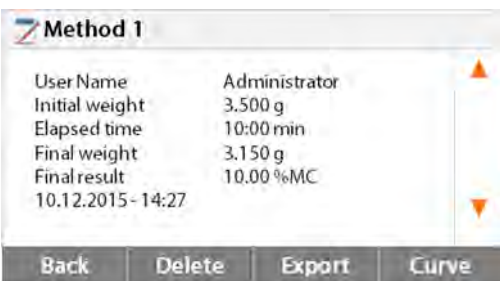 Method 1
User Name Administrator
Initial weight 3.500 g
Elapsed time 10:00 min
Final weight 3.150 g
Final result 10.00 %MC
10.12.2015 - 14:27
Back Delete Export Curve